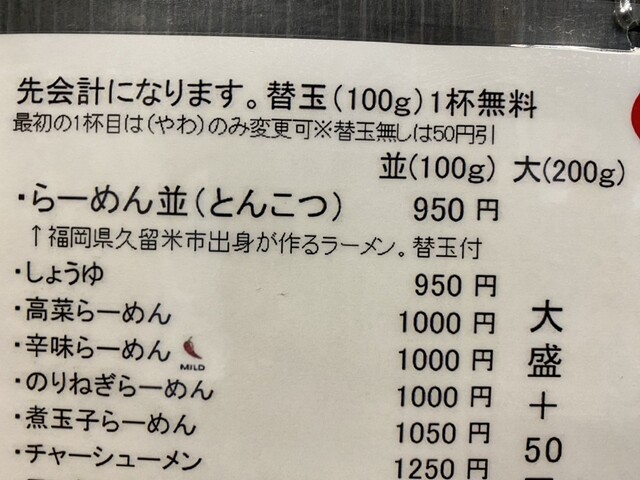 先会計になります。替玉(100g)1杯無料
最初の1杯目は(やわ)のみ変更可※替玉無しは50円引
並(100g) 大(200g)
・らーめん並(とんこつ) 950円
↑福岡県久留米市出身が作るラーメン。替玉付
・しょうゆ 950円
・高菜らーめん 1000円
・辛味らーめん MILD 1000円
・のりねぎらーめん 1000円
・煮玉子らーめん 1050円
・チャーシューメン 1250円
大盛+50